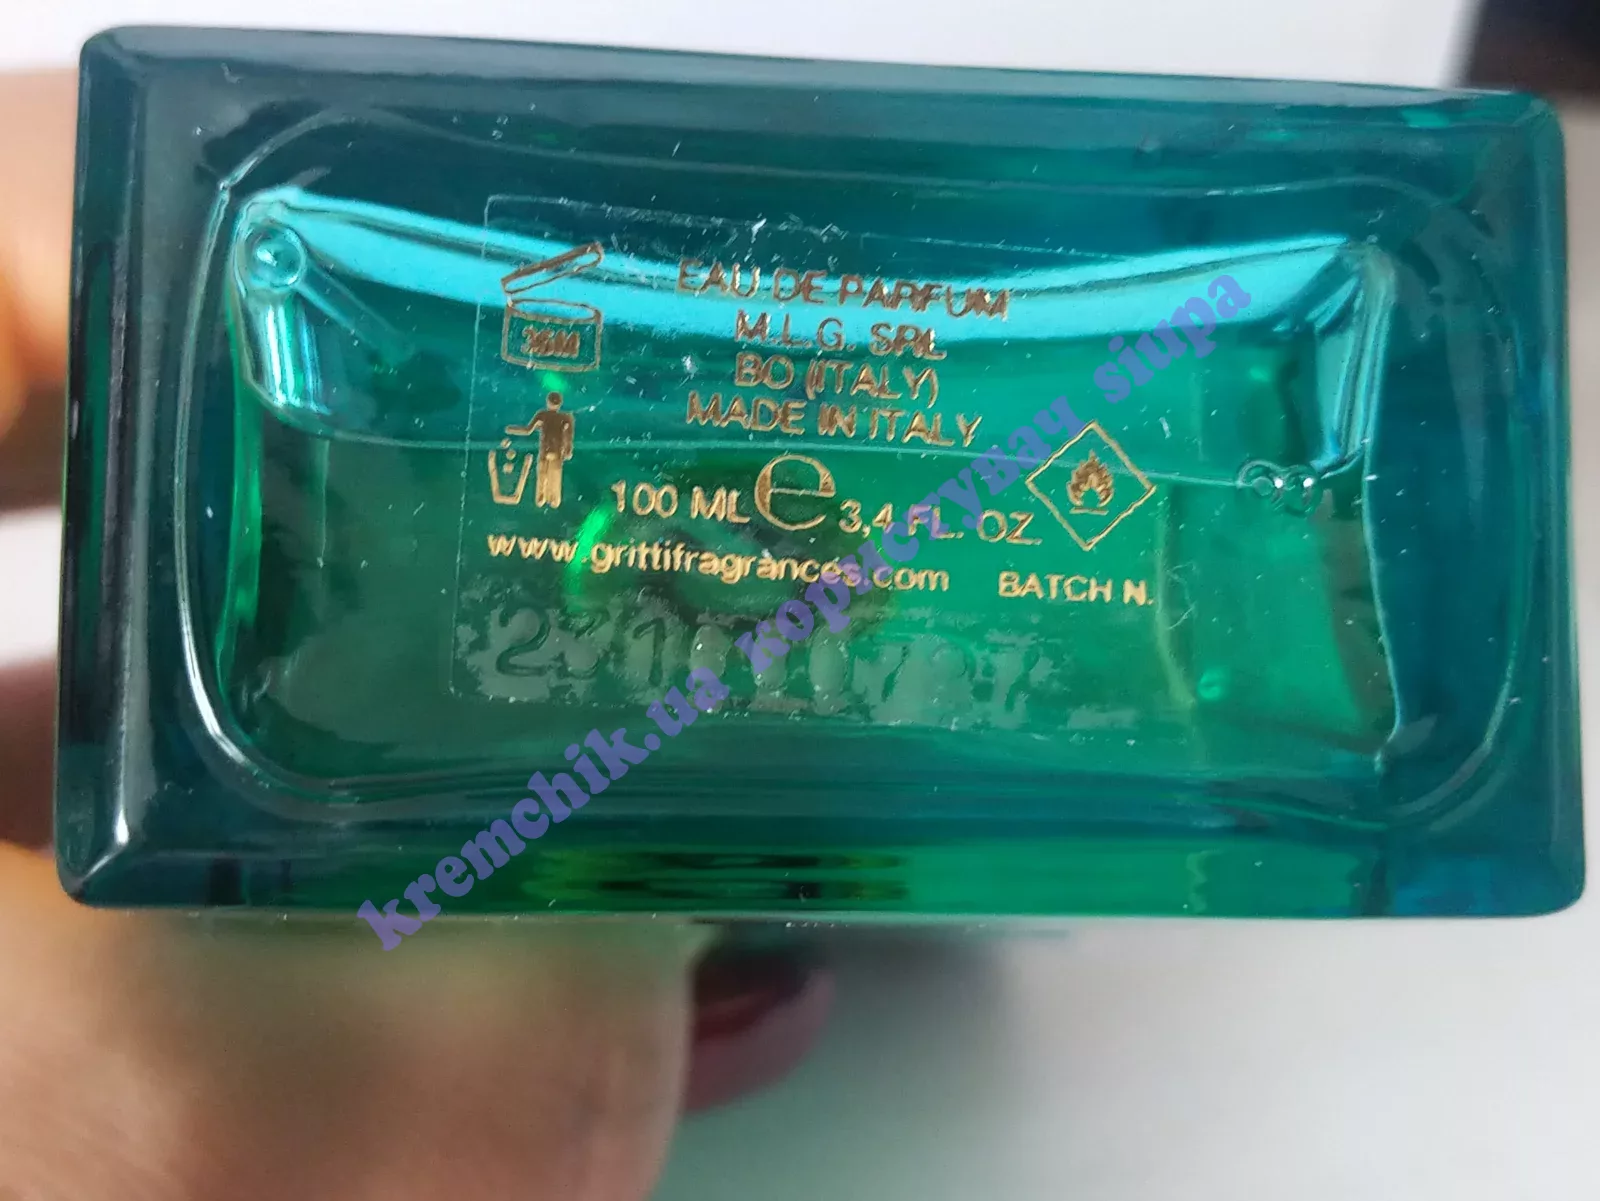 EAU DE PARFUM
M.L.G. SRL
BO (ITALY)
MADE IN ITALY
36M
100 ML e 3,4 FL. OZ.
www.grittifragrances.com BATCH N.
kremchik.ua копіѕтувач siupa